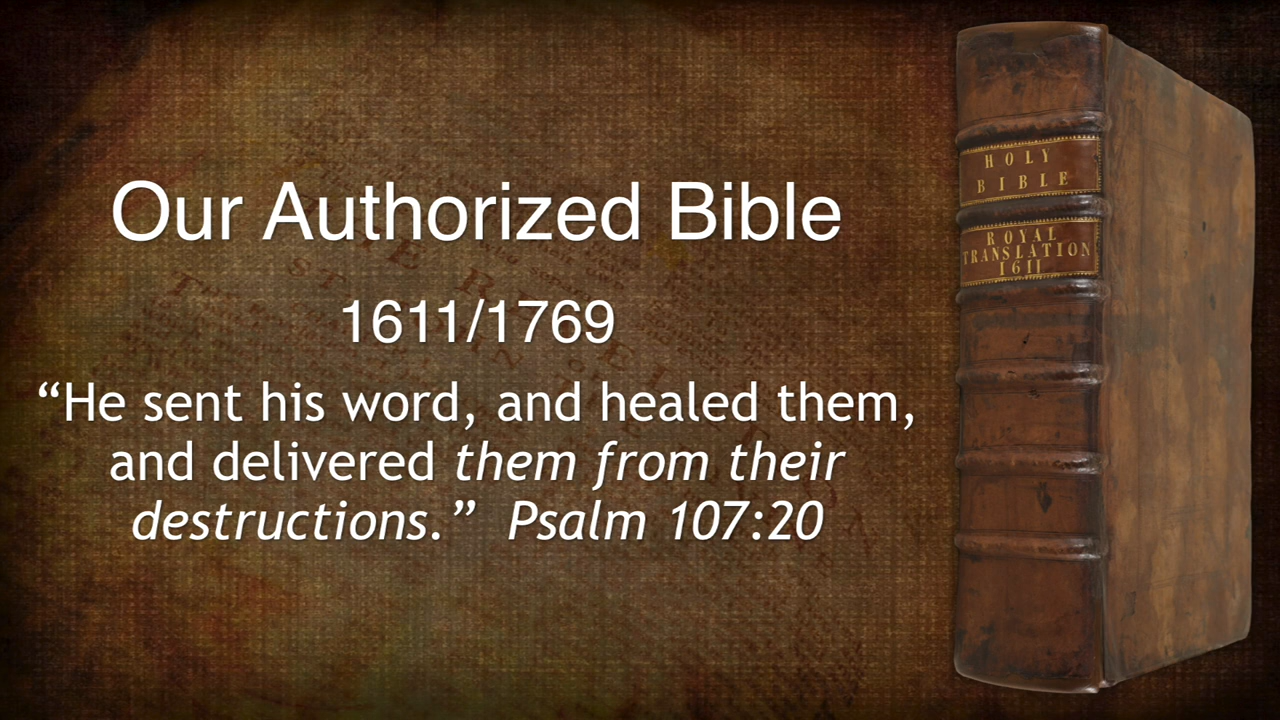 Our Authorized Bible
1611/1769
“He sent his word, and healed them,
and delivered them from their
destructions.”  Psalm 107:20
HOLY
BIBLE
ROYAL
TRANSLATION
1611